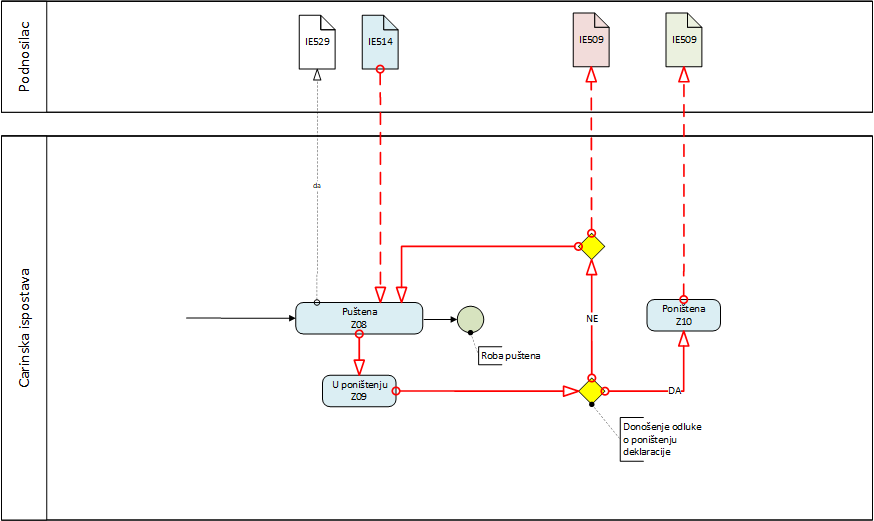 Podnosilac
IE529
IE514
IE509
IE509
da
Carinska ispostava
Puštena
Z08
Roba puštena
NE
Poništena
Z10
U poništenju
Z09
DA
Donošenje odluke
o poništenju
deklaracije